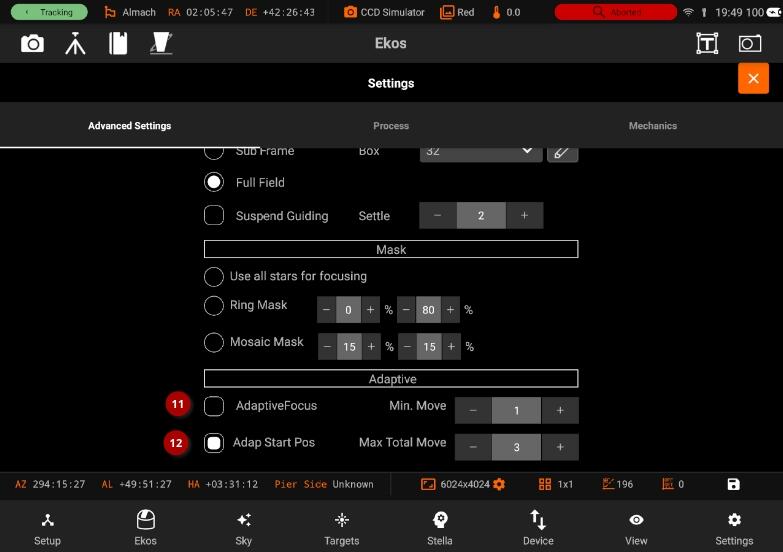 Tracking Almach RA 02:05:47 DE +42:26:43 CCD Simulator Red 0.0 Aborted 19:49 100
Ekos
Settings
Advanced Settings Process Mechanics
Sub Frame Box 32
Full Field
Suspend Guiding Settle − 2 +
Mask
Use all stars for focusing
Ring Mask − 0 + % − 80 + %
Mosaic Mask − 15 + % − 15 + %
Adaptive
11 AdaptiveFocus Min. Move − 1 +
12 Adap Start Pos Max Total Move − 3 +
AZ 294:15:27 AL +49:51:27 HA +03:31:12 Pier Side Unknown 6024x4024 1x1 196 0
Setup Ekos Sky Targets Stella Device View Settings